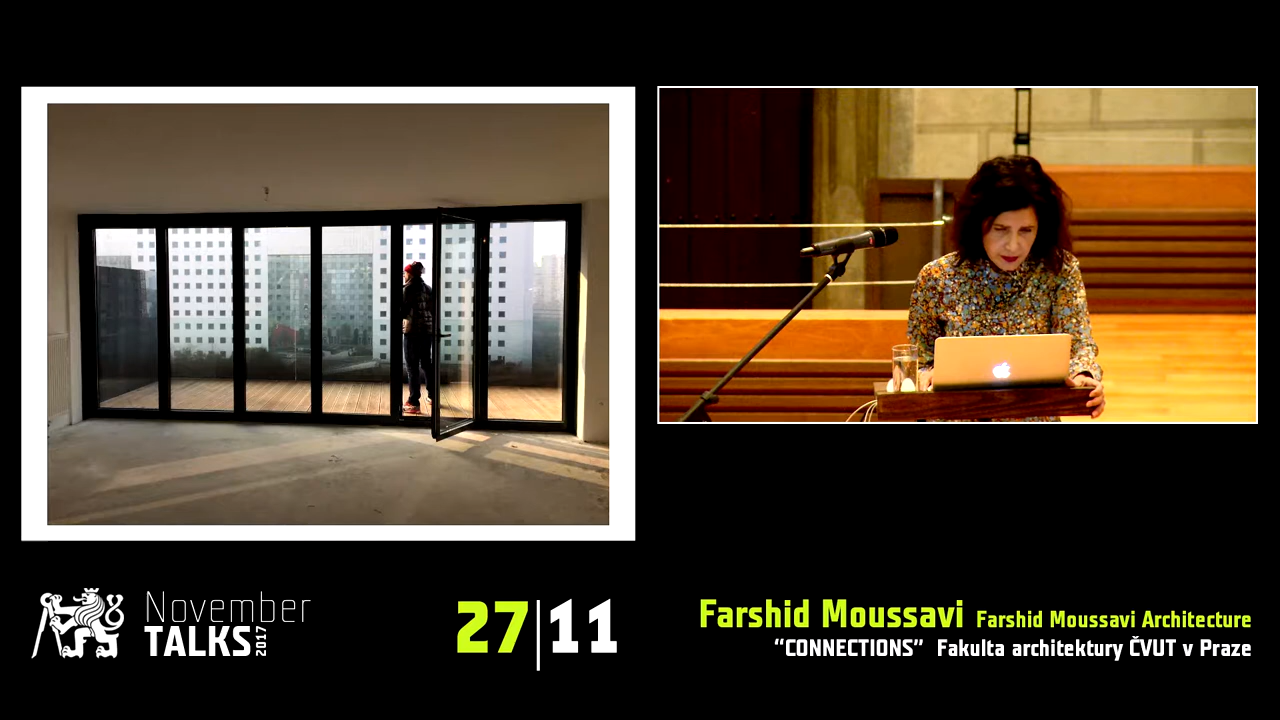 November
TALKS 2017
27|11
Farshid Moussavi Farshid Moussavi Architecture
“CONNECTIONS” Fakulta architektury ČVUT v Praze